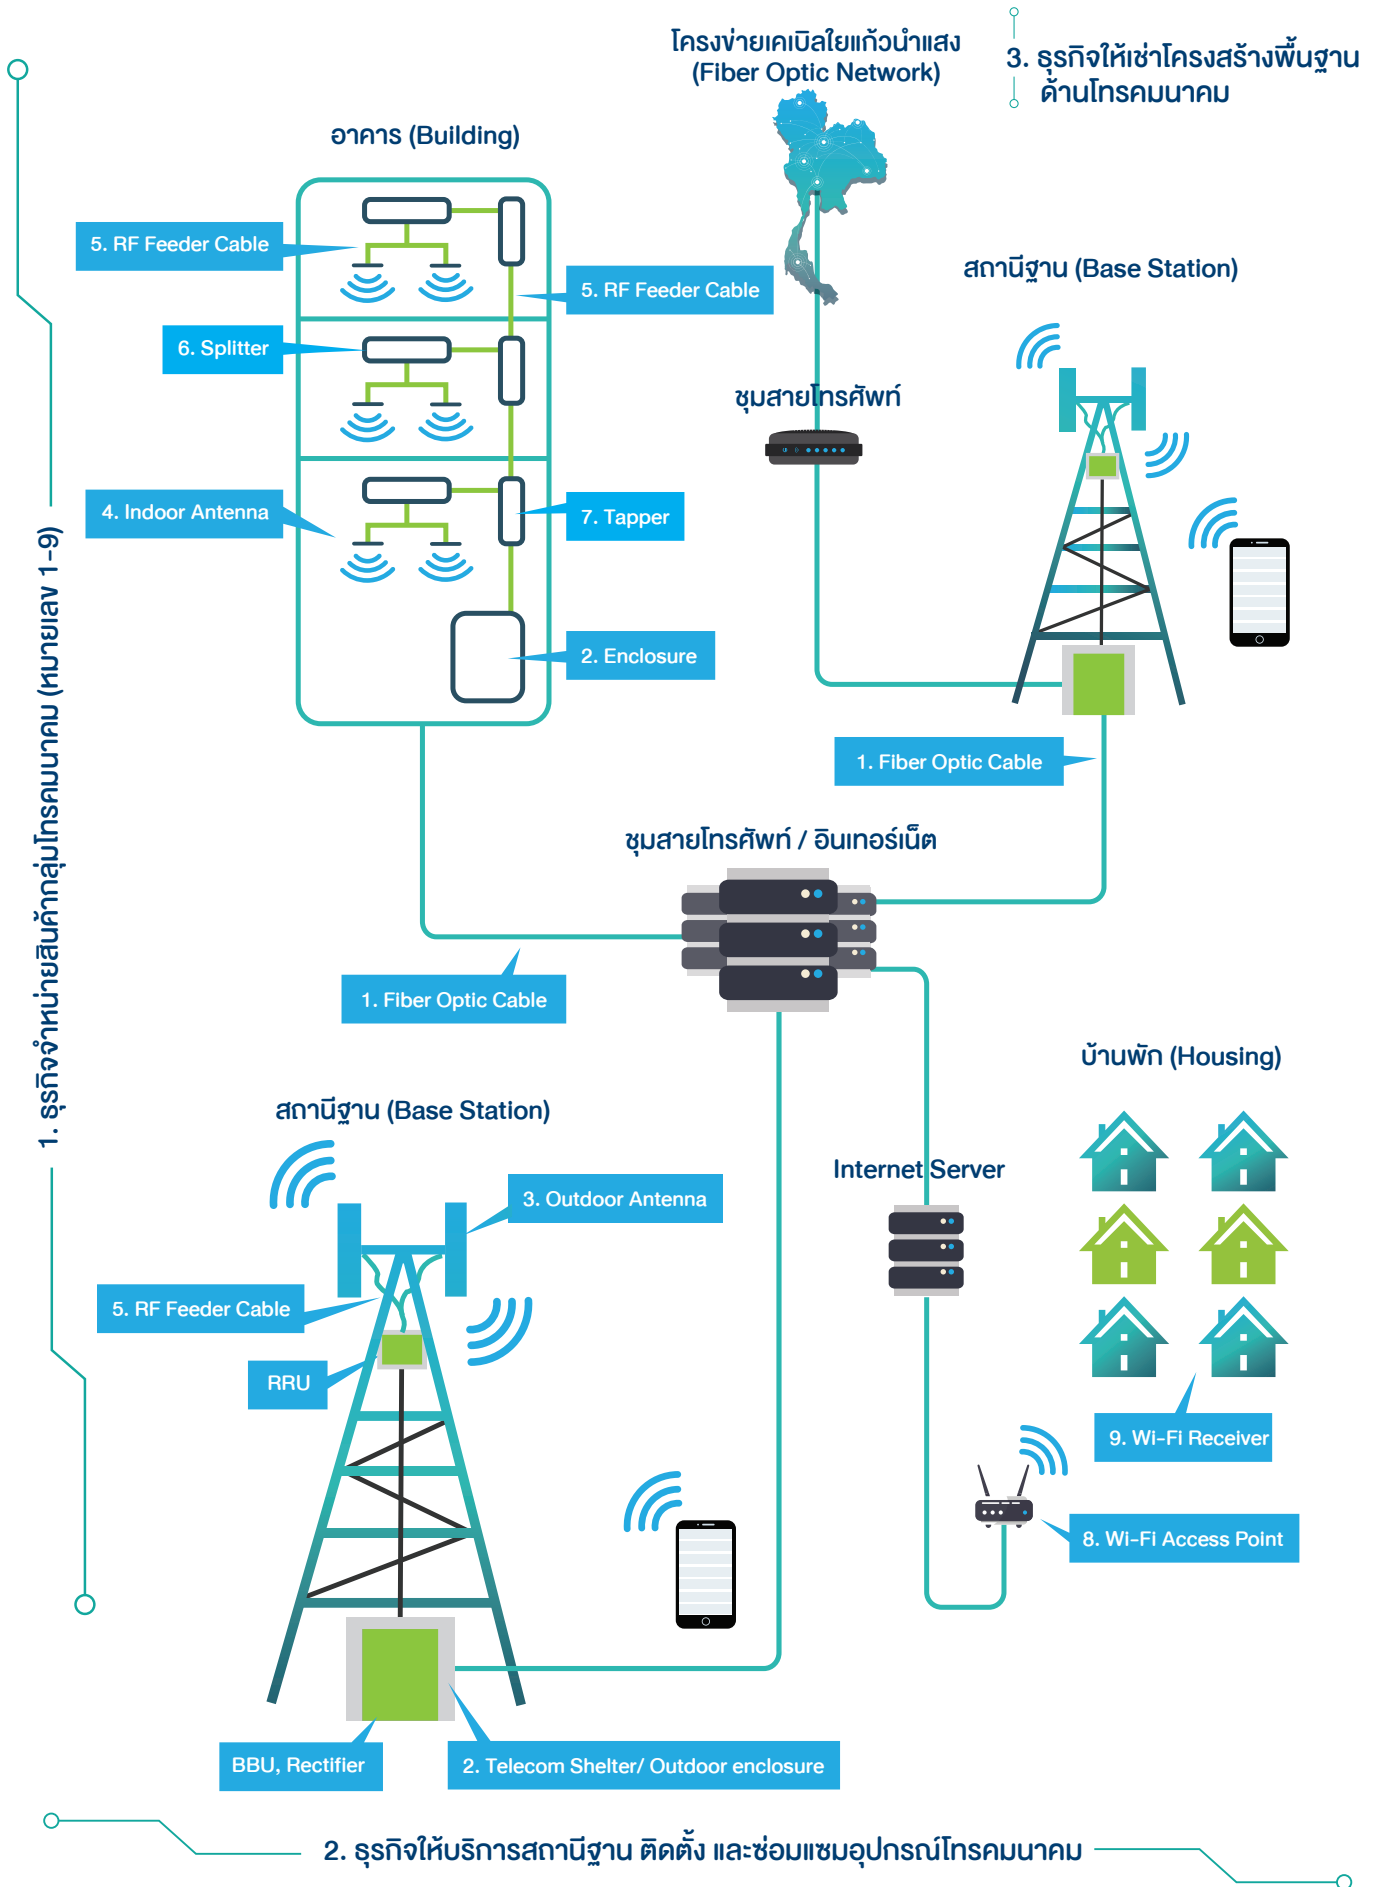 โครงข่ายเคเบิลใยแก้วนำแสง
(Fiber Optic Network)
3. ธุรกิจให้เช่าโครงสร้างพื้นฐาน
ด้านโทรคมนาคม
อาคาร (Building)
5. RF Feeder Cable
5. RF Feeder Cable
สถานีฐาน (Base Station)
6. Splitter
ชุมสายโทรศัพท์
4. Indoor Antenna
7. Tapper
2. Enclosure
1. Fiber Optic Cable
1. ธุรกิจจำหน่ายสินค้ากลุ่มโทรคมนาคม (หมายเลข 1-9)
ชุมสายโทรศัพท์ / อินเทอร์เน็ต
1. Fiber Optic Cable
บ้านพัก (Housing)
สถานีฐาน (Base Station)
Internet Server
3. Outdoor Antenna
5. RF Feeder Cable
RRU
9. Wi-Fi Receiver
8. Wi-Fi Access Point
BBU, Rectifier
2. Telecom Shelter/ Outdoor enclosure
2. ธุรกิจให้บริการสถานีฐาน ติดตั้ง และซ่อมแซมอุปกรณ์โทรคมนาคม